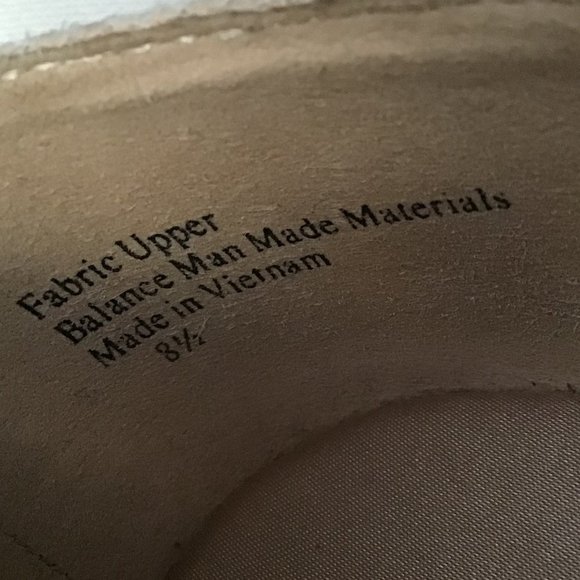 Fabric Upper
Balance Man Made Materials
Made in Vietnam
8½